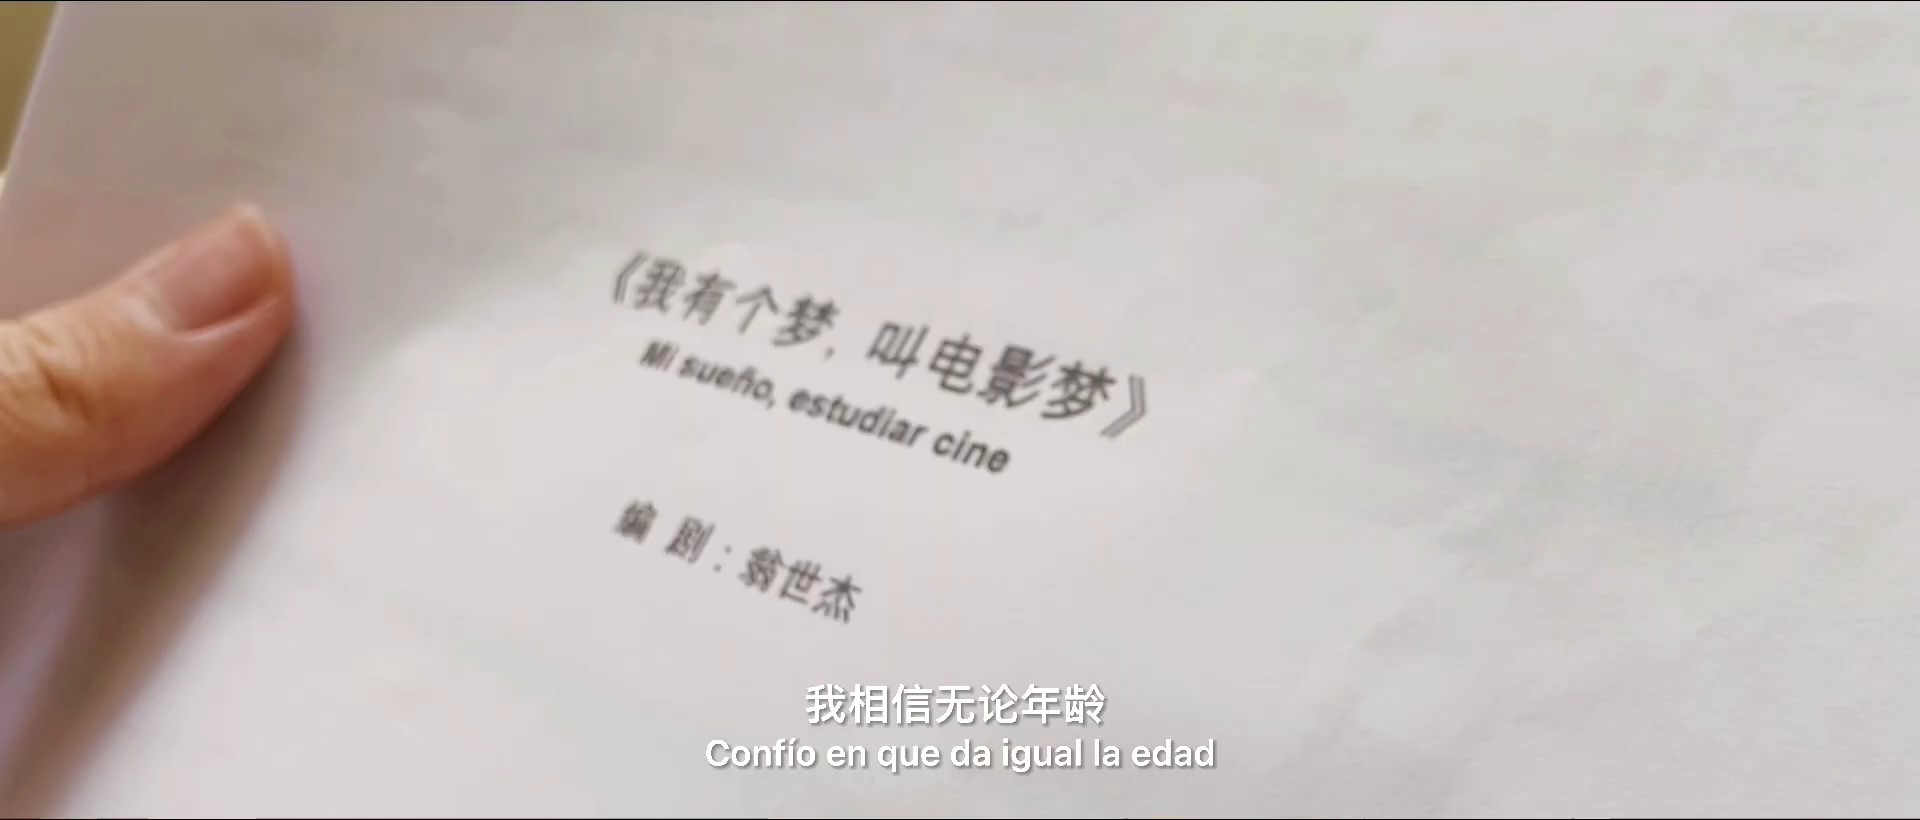 《我有个梦，叫电影梦》
Mi sueño, estudiar cine
编 剧：翁世杰
我相信无论年龄
Confío en que da igual la edad